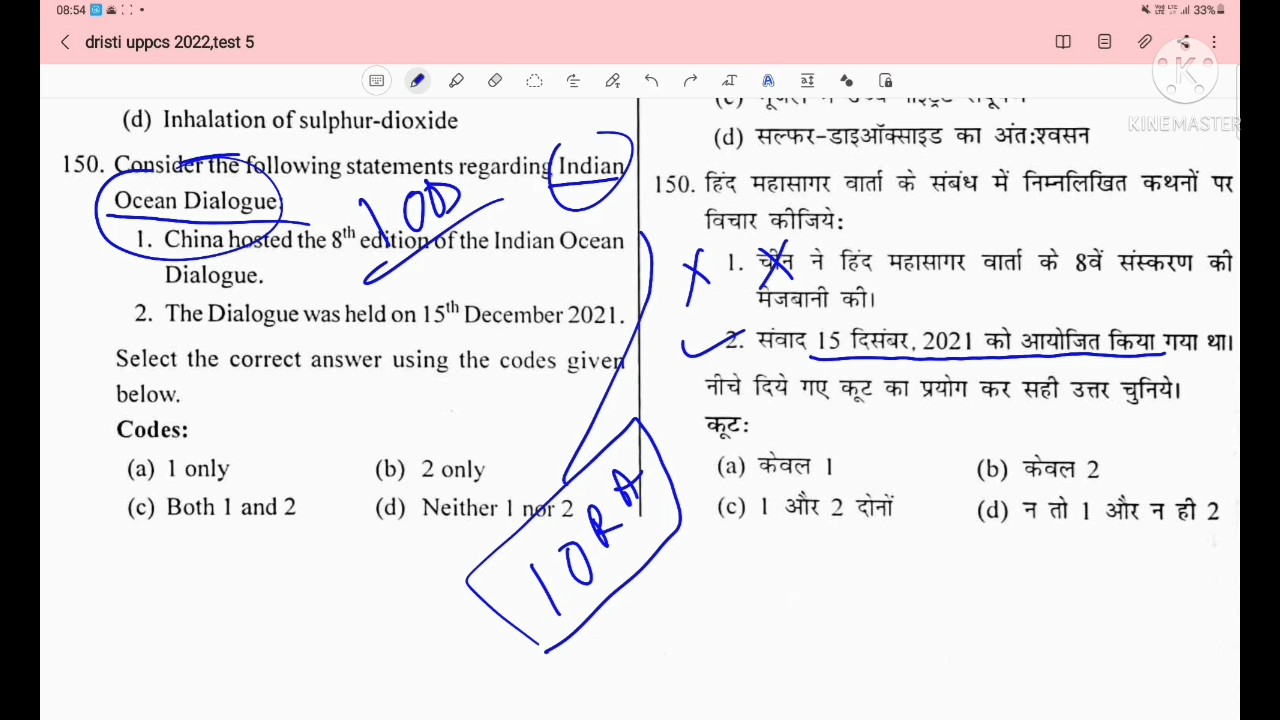 08:54
33%
dristi uppcs 2022,test 5
KINEMASTER
(d) Inhalation of sulphur-dioxide
150. Consider the following statements regarding Indian
Ocean Dialogue
1. China hosted the 8th edition of the Indian Ocean
Dialogue.
2. The Dialogue was held on 15th December 2021.
Select the correct answer using the codes given
below.
Codes:
(a) 1 only (b) 2 only
(c) Both 1 and 2 (d) Neither 1 nor 2
IOD
IORA
(d) सल्फर-डाइऑक्साइड का अंत:श्वसन
150. हिंद महासागर वार्ता के संबंध में निम्नलिखित कथनों पर
विचार कीजिये:
1. चीन ने हिंद महासागर वार्ता के 8वें संस्करण की
मेजबानी की।
2. संवाद 15 दिसंबर, 2021 को आयोजित किया गया था।
नीचे दिये गए कूट का प्रयोग कर सही उत्तर चुनिये।
कूट:
(a) केवल 1 (b) केवल 2
(c) 1 और 2 दोनों (d) न तो 1 और न ही 2